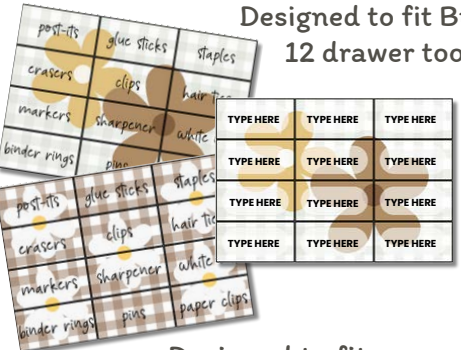 Designed to fit
12 drawer
post-its glue sticks staples
erasers clips hair
markers sharpener white
binder rings pins
TYPE HERE TYPE HERE TYPE HERE
TYPE HERE TYPE HERE TYPE HERE
TYPE HERE TYPE HERE TYPE HERE
TYPE HERE TYPE HERE TYPE HERE
post-its glue sticks staples
erasers clips hair
markers sharpener white
binder rings pins paper clips
Designed to fit